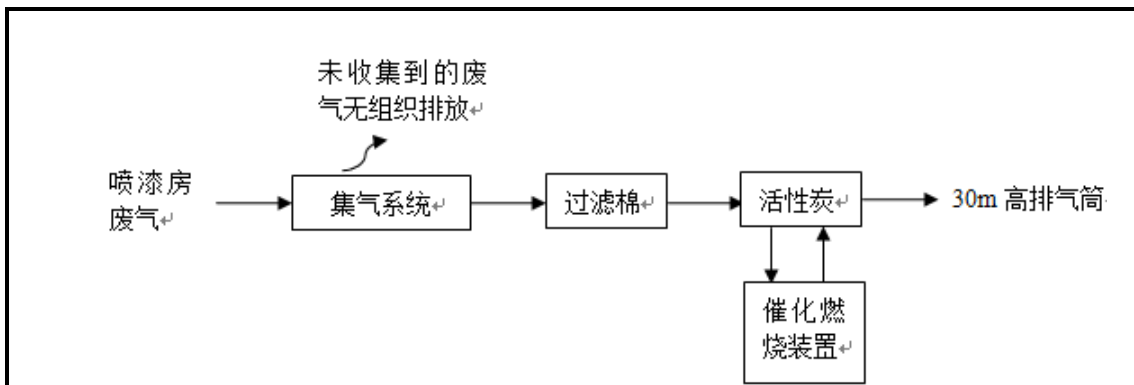 未收集到的废
气无组织排放↵
喷漆房
废气↵
集气系统↵
过滤棉↵
活性炭↵
30m 高排气筒
催化燃
烧装置↵